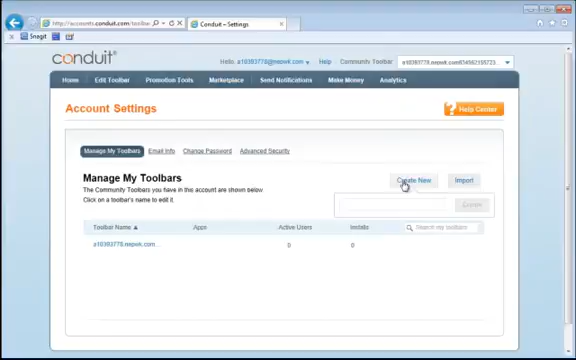 Conduit - Settings
Snagit
conduit
Hello, Help Community Toolbar
Home Edit Toolbar Promotion Tools Marketplace Send Notifications Make Money Analytics
Account Settings
? Help Center
Manage My Toolbars Email Info Change Password Advanced Security
Manage My Toolbars
Create New Import
The Community Toolbars you have in this account are shown below
Click on a toolbar's name to edit it.
Create
Toolbar Name ▲ Apps Active Users Installs Search my toolbars
0 0